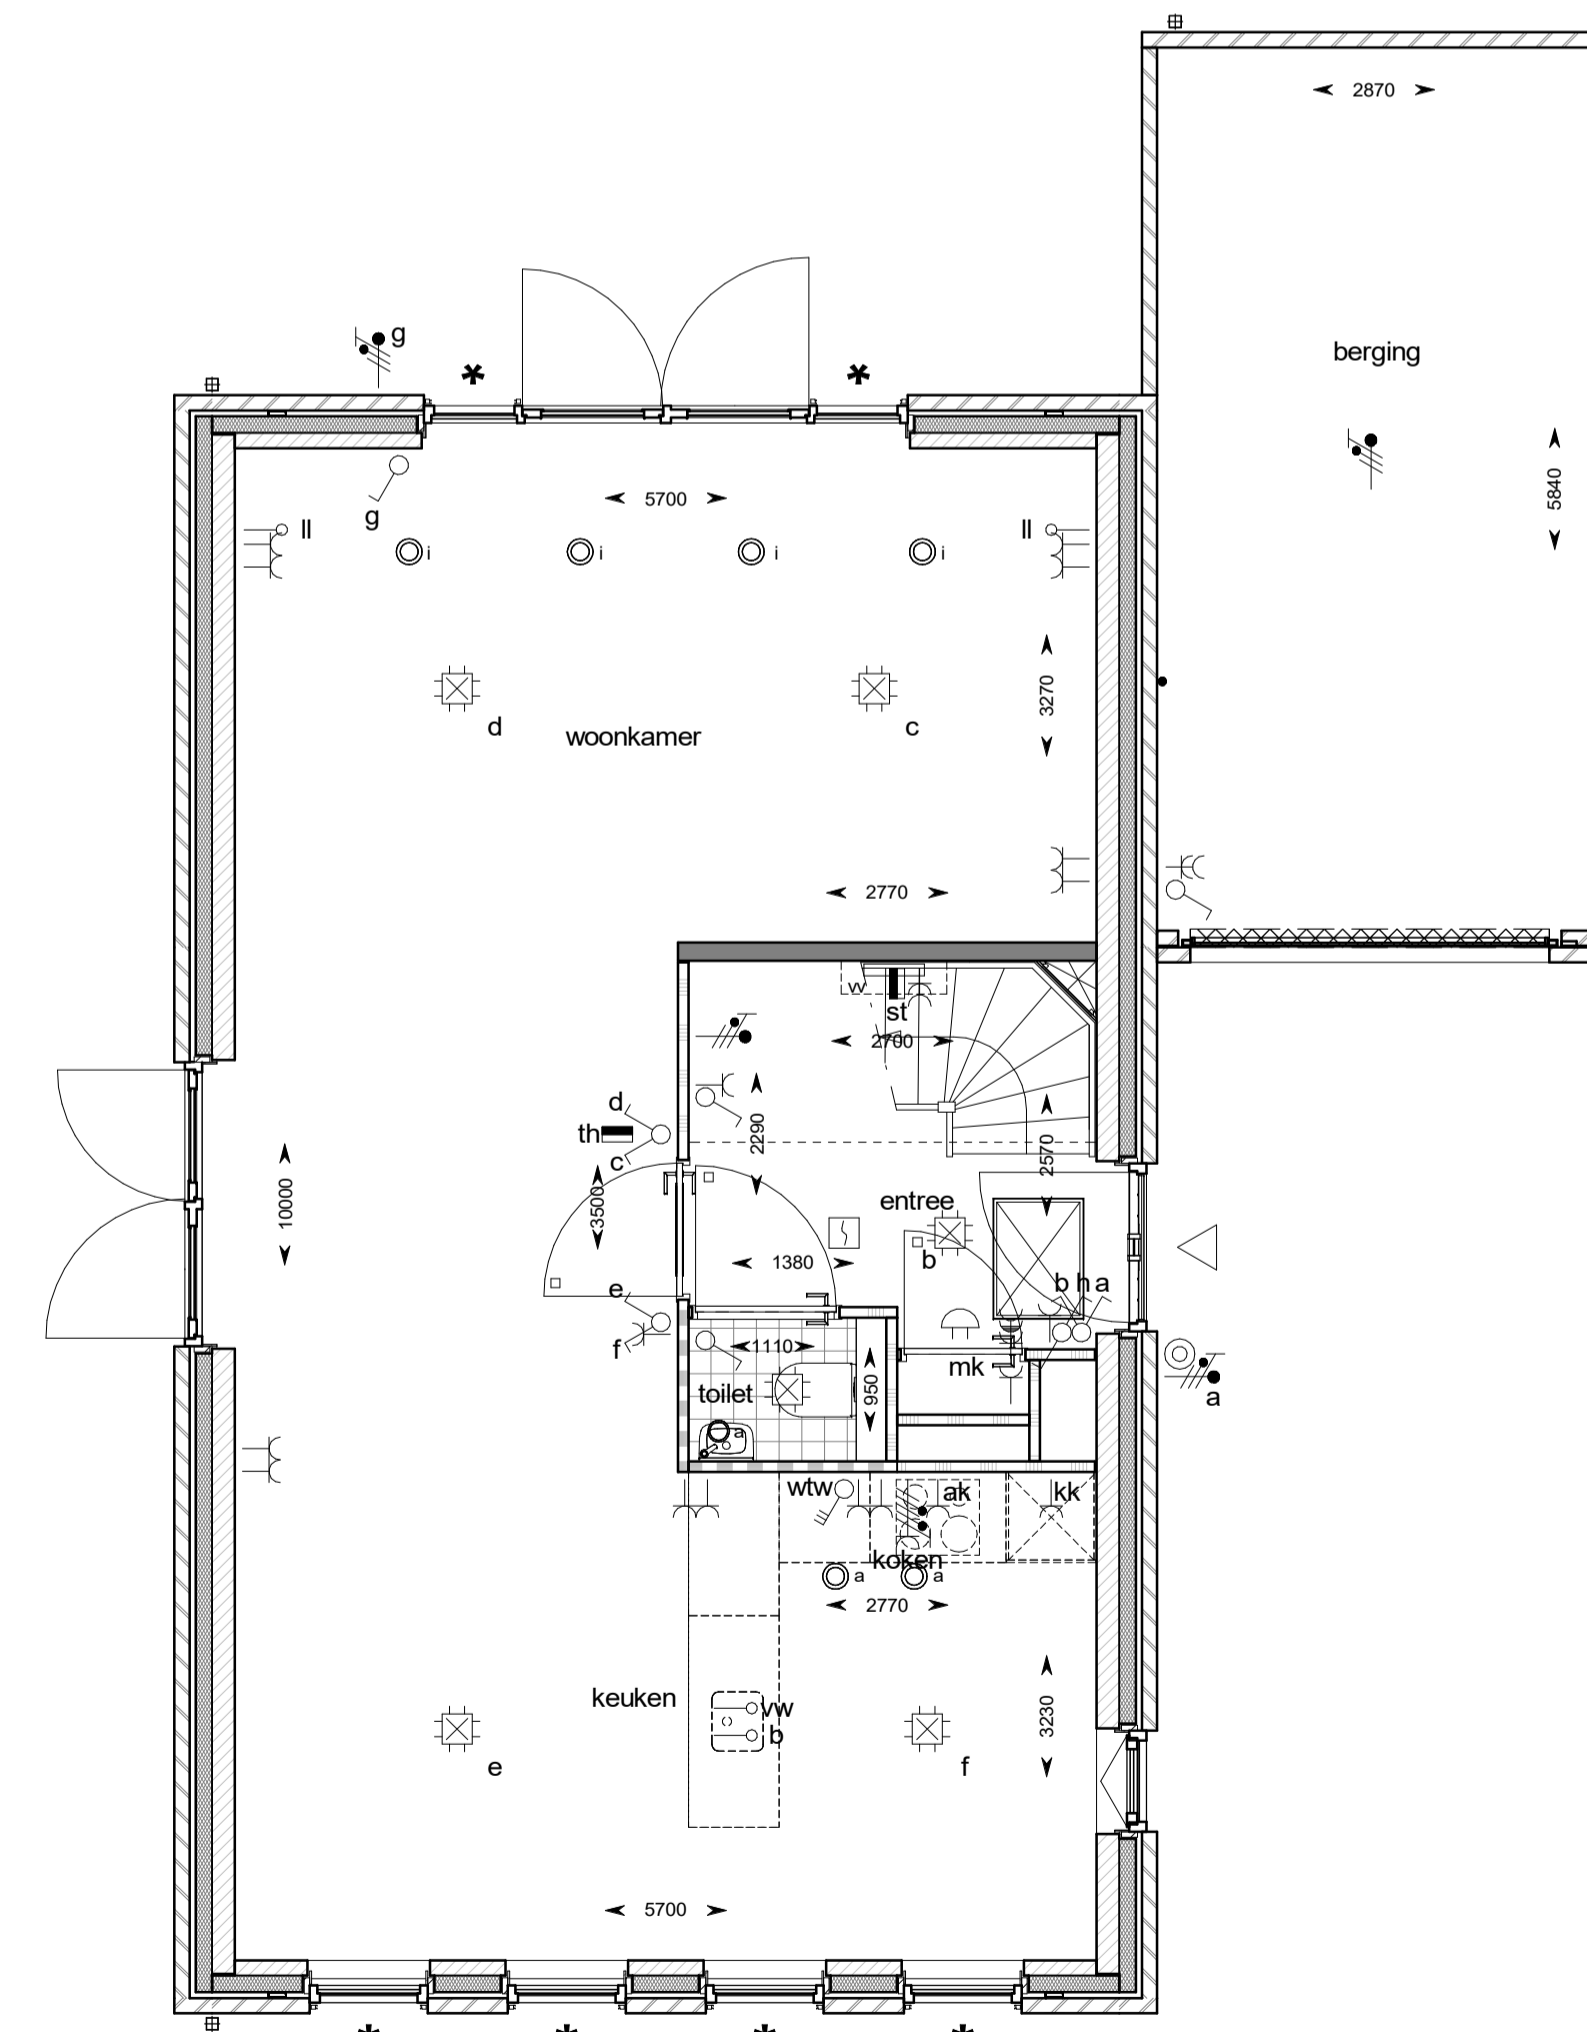 2870
berging
g
*
*
5840
g
5700
ll
ll
i
i
i
i
3270
d
c
woonkamer
2770
vv
st
2700
d
th
c
2290
2570
10000
3500
entree
1380
b
b h a
e
f
1110
950
mk
toilet
a
a
wtw
ak
kk
koken
a
a
2770
keuken
vw
b
3230
e
f
5700
*
*
*
*